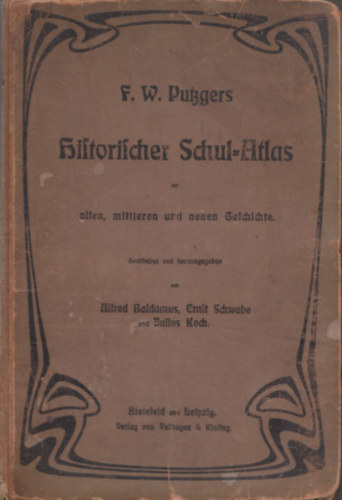 F. W. Putzgers
Historischer Schul-Atlas
zur
alten, mittleren und neuen Geschichte.
Bearbeitet und herausgegeben
von
Alfred Baldamus, Ernst Schwabe
und Julius Koch.
Bielefeld und Leipzig.
Verlag von Velhagen & Klasing.